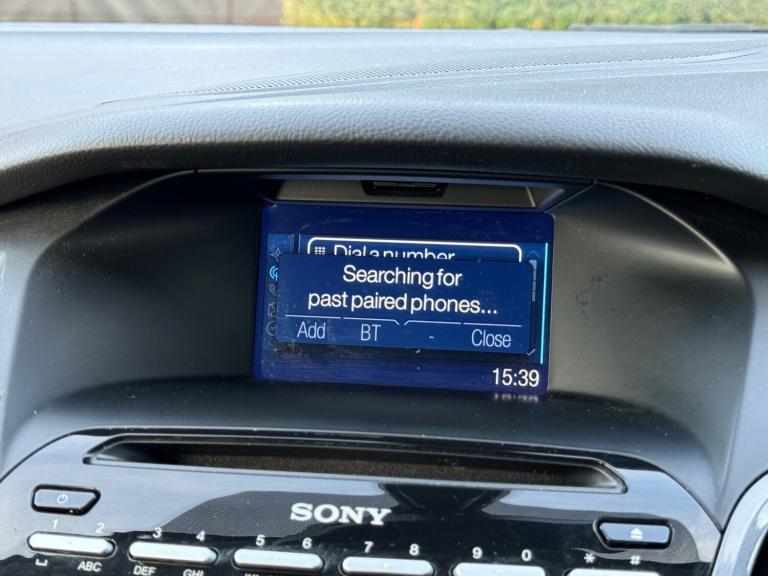 Dial a number
Searching for
past paired phones...
Add BT - Close
15:39
SONY
1 2 3 4 5 6 7 8 9 0 * #
ABC DEF GHI